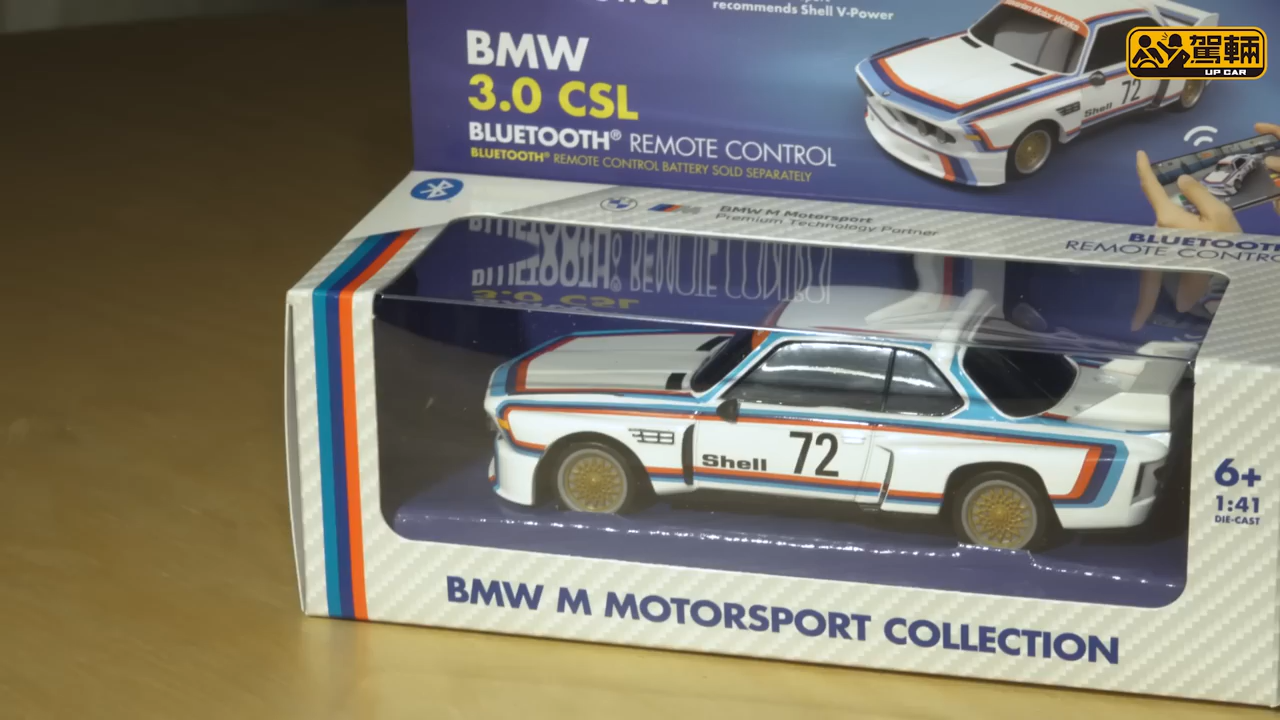 recommends Shell V-Power
BMW
3.0 CSL
BLUETOOTH® REMOTE CONTROL
BLUETOOTH® REMOTE CONTROL BATTERY SOLD SEPARATELY
駕輛
UP CAR
Shell
72
BMW M Motorsport
Premium Technology Partner
BLUETOOTH
REMOTE CONTRO
Shell
72
6+
1:41
DIE-CAST
BMW M MOTORSPORT COLLECTION